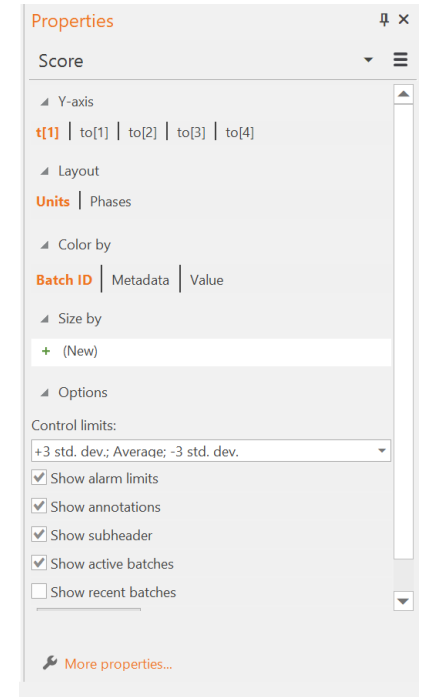 Properties
Score
Y-axis
t[1] | to[1] | to[2] | to[3] | to[4]
Layout
Units | Phases
Color by
Batch ID | Metadata | Value
Size by
+ (New)
Options
Control limits:
+3 std. dev.; Average; -3 std. dev.
Show alarm limits
Show annotations
Show subheader
Show active batches
Show recent batches
More properties...